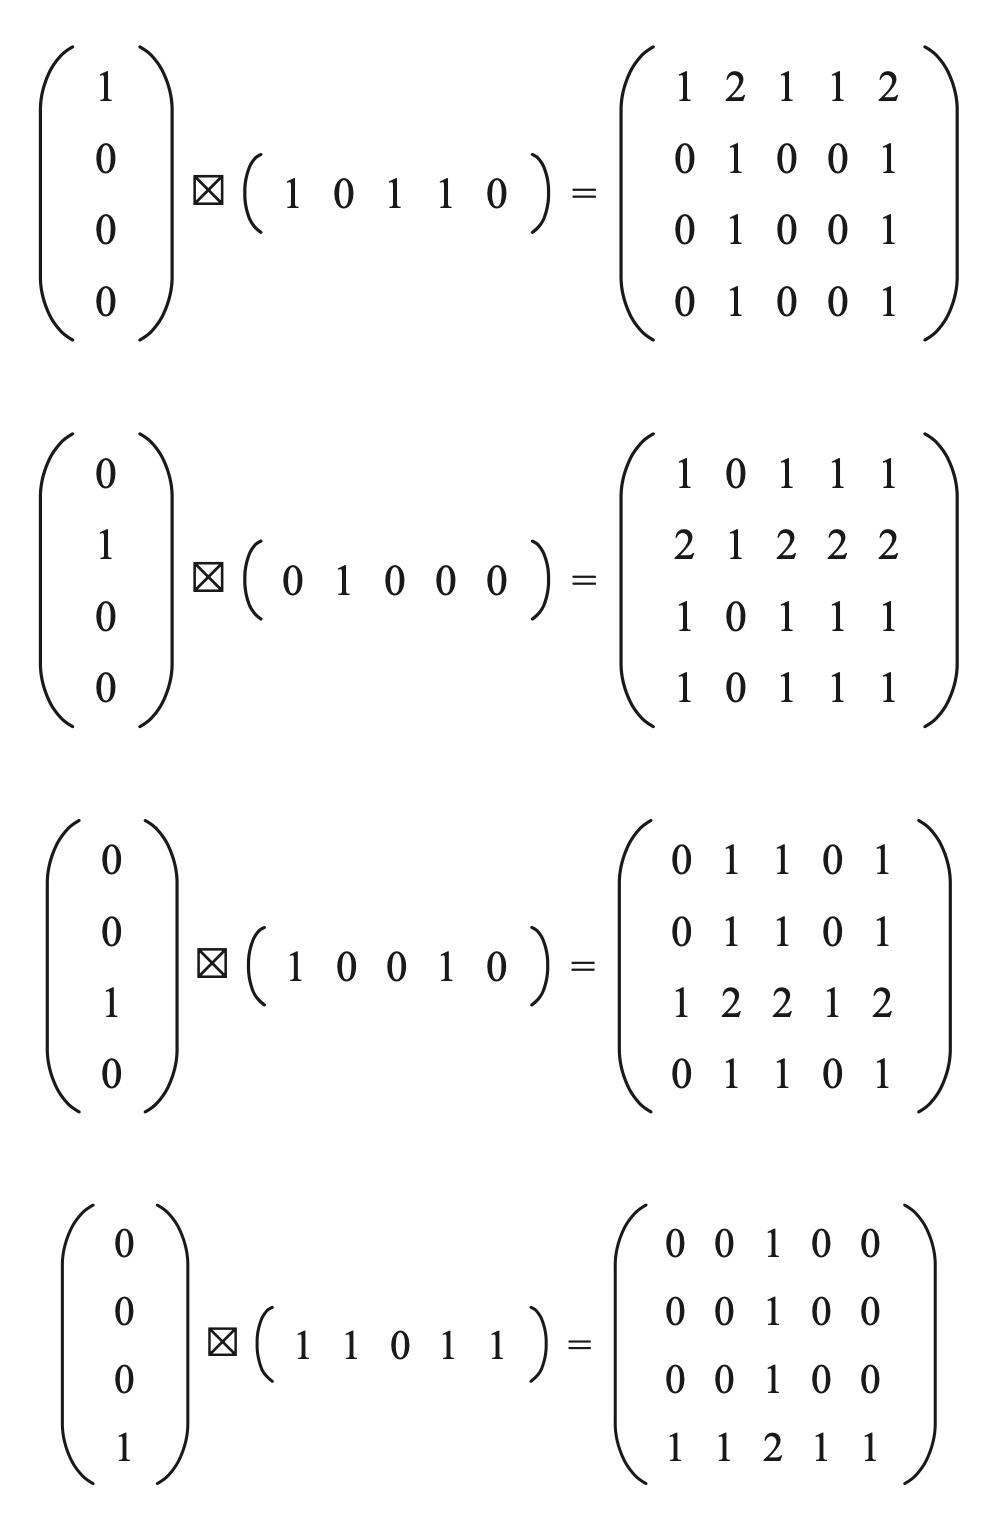 ( 1 0 0 0 ) ⊠ ( 1 0 1 1 0 ) = ( 1 2 1 1 2
0 1 0 0 1
0 1 0 0 1
0 1 0 0 1 )
( 0 1 0 0 ) ⊠ ( 0 1 0 0 0 ) = ( 1 0 1 1 1
2 1 2 2 2
1 0 1 1 1
1 0 1 1 1 )
( 0 0 1 0 ) ⊠ ( 1 0 0 1 0 ) = ( 0 1 1 0 1
0 1 1 0 1
1 2 2 1 2
0 1 1 0 1 )
( 0 0 0 1 ) ⊠ ( 1 1 0 1 1 ) = ( 0 0 1 0 0
0 0 1 0 0
0 0 1 0 0
1 1 2 1 1 )